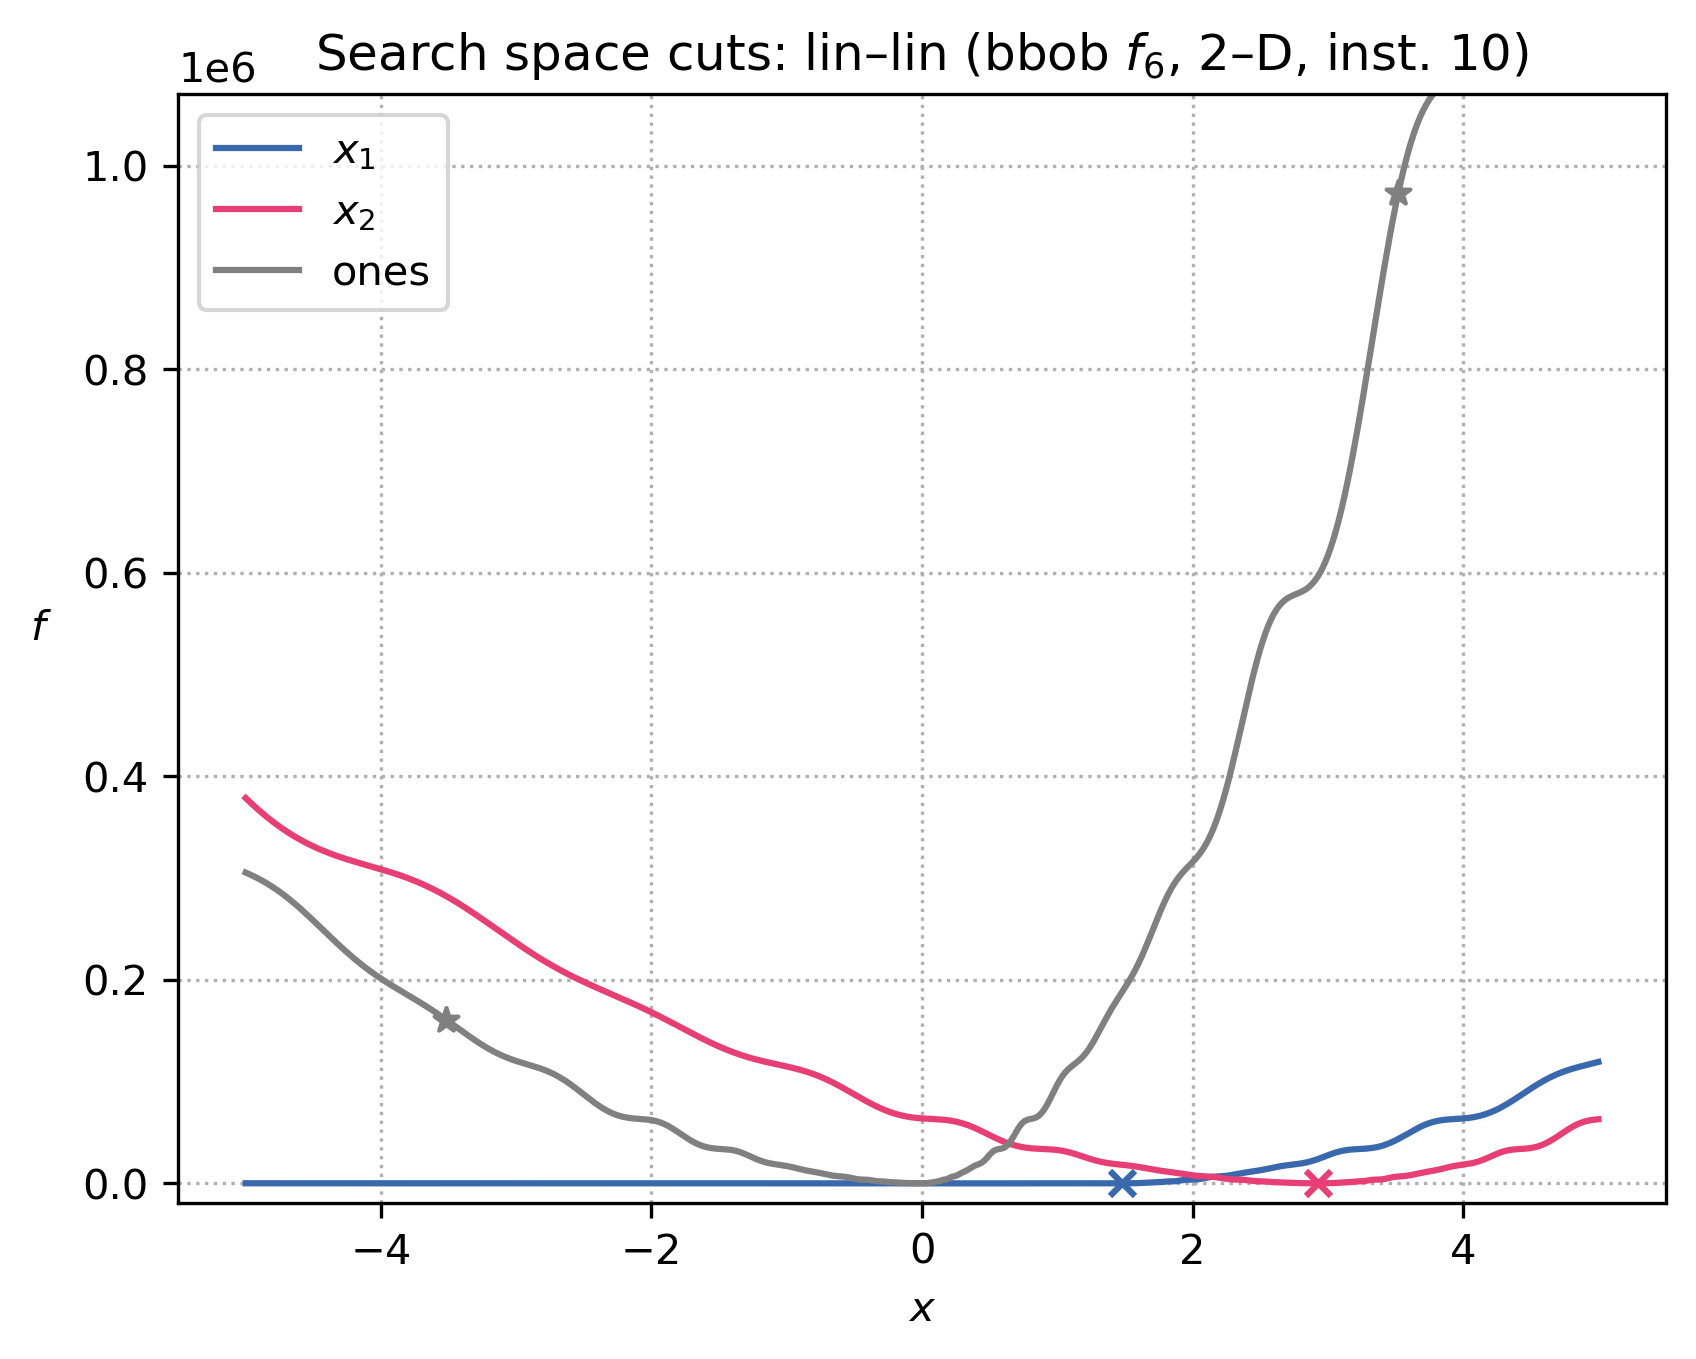 Search space cuts: lin–lin (bbob f₆, 2–D, inst. 10)
1e6
x₁
x₂
ones
1.0
0.8
0.6
0.4
0.2
0.0
f
−4
−2
0
2
4
x